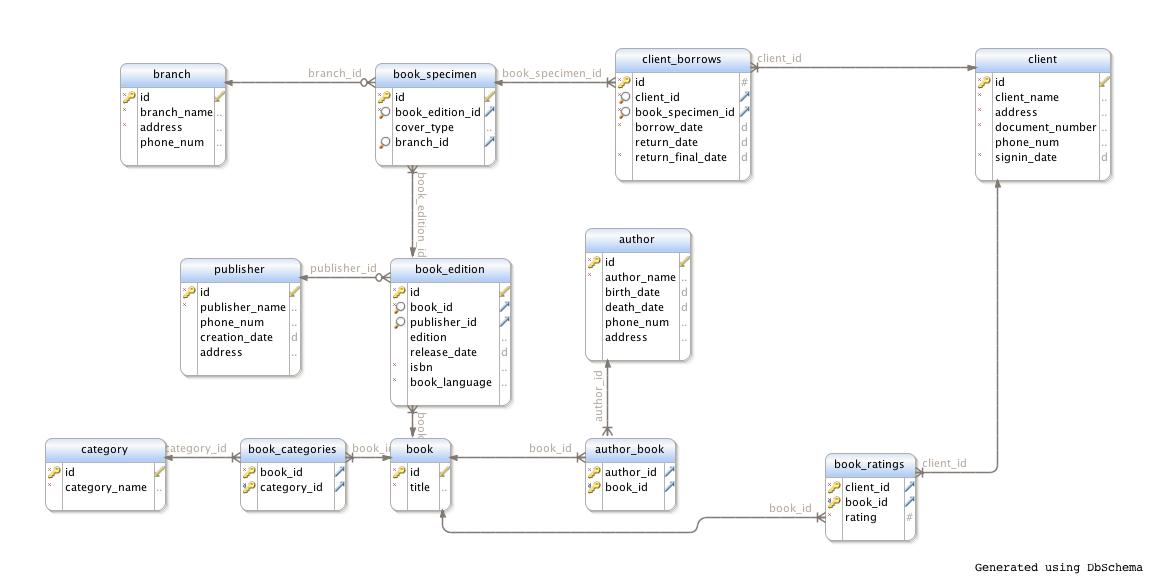 client_borrows
id #
client_id
book_specimen_id
borrow_date d
return_date d
return_final_date d
client_id
client
id
client_name ..
address ..
document_number ..
phone_num ..
signin_date d
branch
id
branch_name ..
address ..
phone_num ..
branch_id
book_specimen
id
book_edition_id
cover_type ..
branch_id
book_specimen_id
book_edition_id
author
id
author_name ..
birth_date d
death_date d
phone_num ..
address ..
publisher
id
publisher_name ..
phone_num ..
creation_date d
address ..
publisher_id
book_edition
id
book_id
publisher_id
edition ..
release_date d
isbn ..
book_language ..
author_id
book
category
id
category_name ..
category_id
book_categories
book_id
category_id
book_i
book
id
title ..
book_id
author_book
author_id
book_id
book_ratings
client_id
book_id
rating #
client_id
book_id
Generated using DbSchema